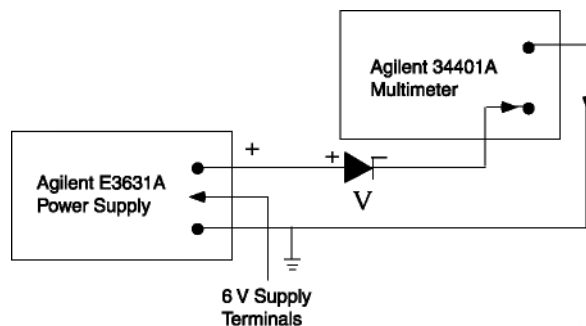 Agilent 34401A
Multimeter
+
+
Agilent E3631A
Power Supply
V
6 V Supply
Terminals